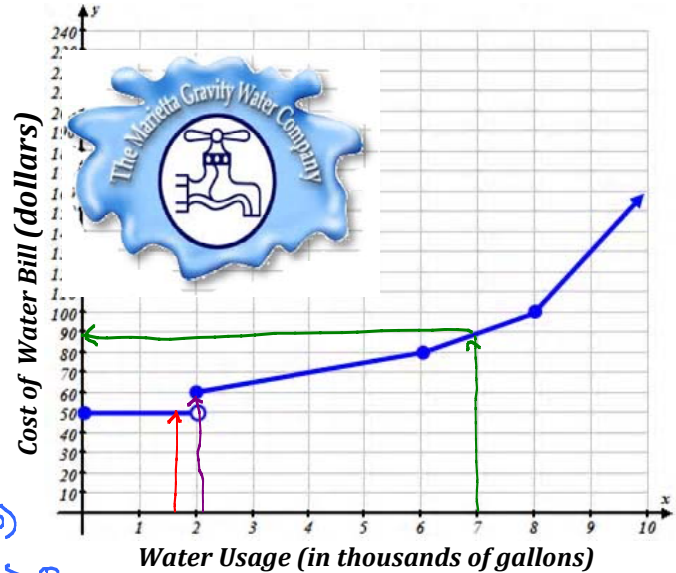 y
240
The Marietta Gravity Water Company
Cost of Water Bill (dollars)
100
90
80
70
60
50
40
30
20
10
1 2 3 4 5 6 7 8 9 10
x
Water Usage (in thousands of gallons)